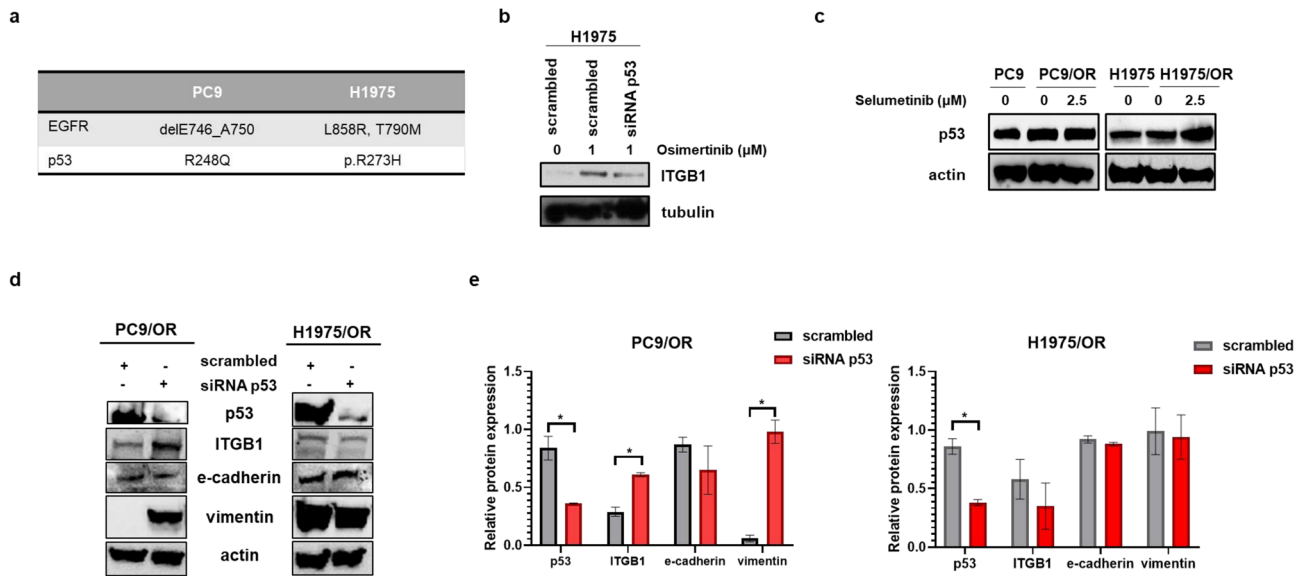 a
PC9 H1975
EGFR delE746_A750 L858R, T790M
p53 R248Q p.R273H
b
H1975
scrambled scrambled siRNA p53
0 1 1 Osimertinib (µM)
ITGB1
tubulin
c
PC9 PC9/OR H1975 H1975/OR
Selumetinib (µM) 0 0 2.5 0 0 2.5
p53
actin
d
PC9/OR H1975/OR
+ - scrambled + -
- + siRNA p53 - +
p53
ITGB1
e-cadherin
vimentin
actin
e
PC9/OR
scrambled
siRNA p53
Relative protein expression
1.5
1.0
0.5
0.0
* * *
p53 ITGB1 e-cadherin vimentin
H1975/OR
scrambled
siRNA p53
Relative protein expression
1.5
1.0
0.5
0.0
*
p53 ITGB1 e-cadherin vimentin